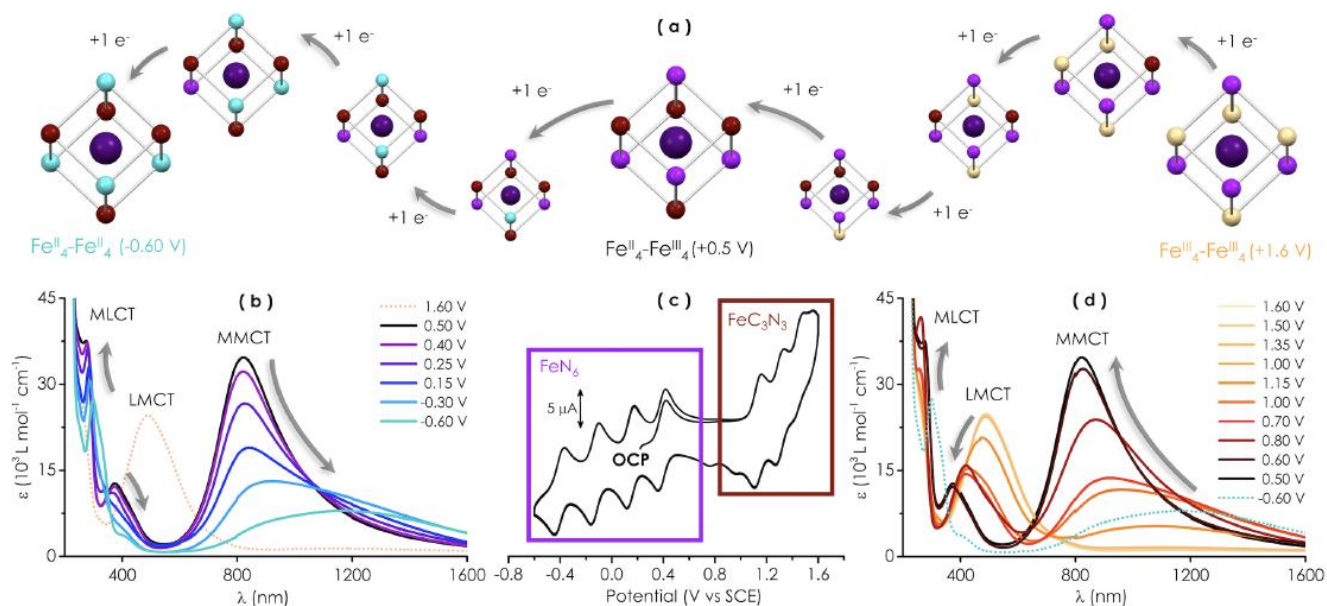 ( a )
+1 e-
+1 e-
+1 e-
+1 e-
+1 e-
+1 e-
+1 e-
+1 e-
Fe^II_4-Fe^II_4 (-0.60 V)
Fe^II_4-Fe^III_4 (+0.5 V)
Fe^III_4-Fe^III_4 (+1.6 V)
( b )
45
30
15
0
ε (10³ L mol⁻¹ cm⁻¹)
MLCT
LMCT
MMCT
1.60 V
0.50 V
0.40 V
0.25 V
0.15 V
-0.30 V
-0.60 V
400 800 1200 1600
λ (nm)
( c )
FeC₃N₃
FeN₆
5 µA
OCP
-0.8 -0.4 0.0 0.4 0.8 1.2 1.6
Potential (V vs SCE)
( d )
45
30
15
0
ε (10³ L mol⁻¹ cm⁻¹)
MLCT
LMCT
MMCT
1.60 V
1.50 V
1.35 V
1.00 V
1.15 V
1.00 V
0.70 V
0.80 V
0.60 V
0.50 V
-0.60 V
400 800 1200 1600
λ (nm)